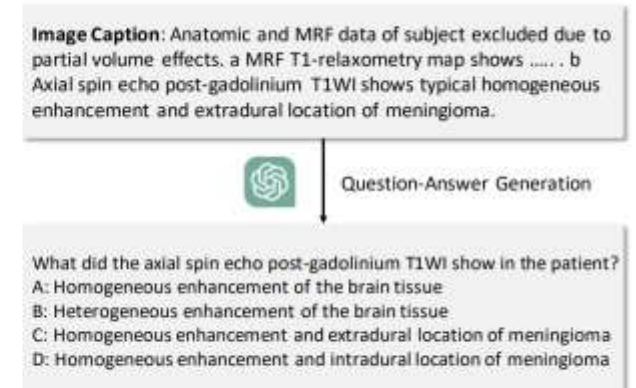 Image Caption: Anatomic and MRF data of subject excluded due to
partial volume effects. a MRF T1-relaxometry map shows ..... . b
Axial spin echo post-gadolinium T1WI shows typical homogeneous
enhancement and extradural location of meningioma.
Question-Answer Generation
What did the axial spin echo post-gadolinium T1WI show in the patient?
A: Homogeneous enhancement of the brain tissue
B: Heterogeneous enhancement of the brain tissue
C: Homogeneous enhancement and extradural location of meningioma
D: Homogeneous enhancement and intradural location of meningioma